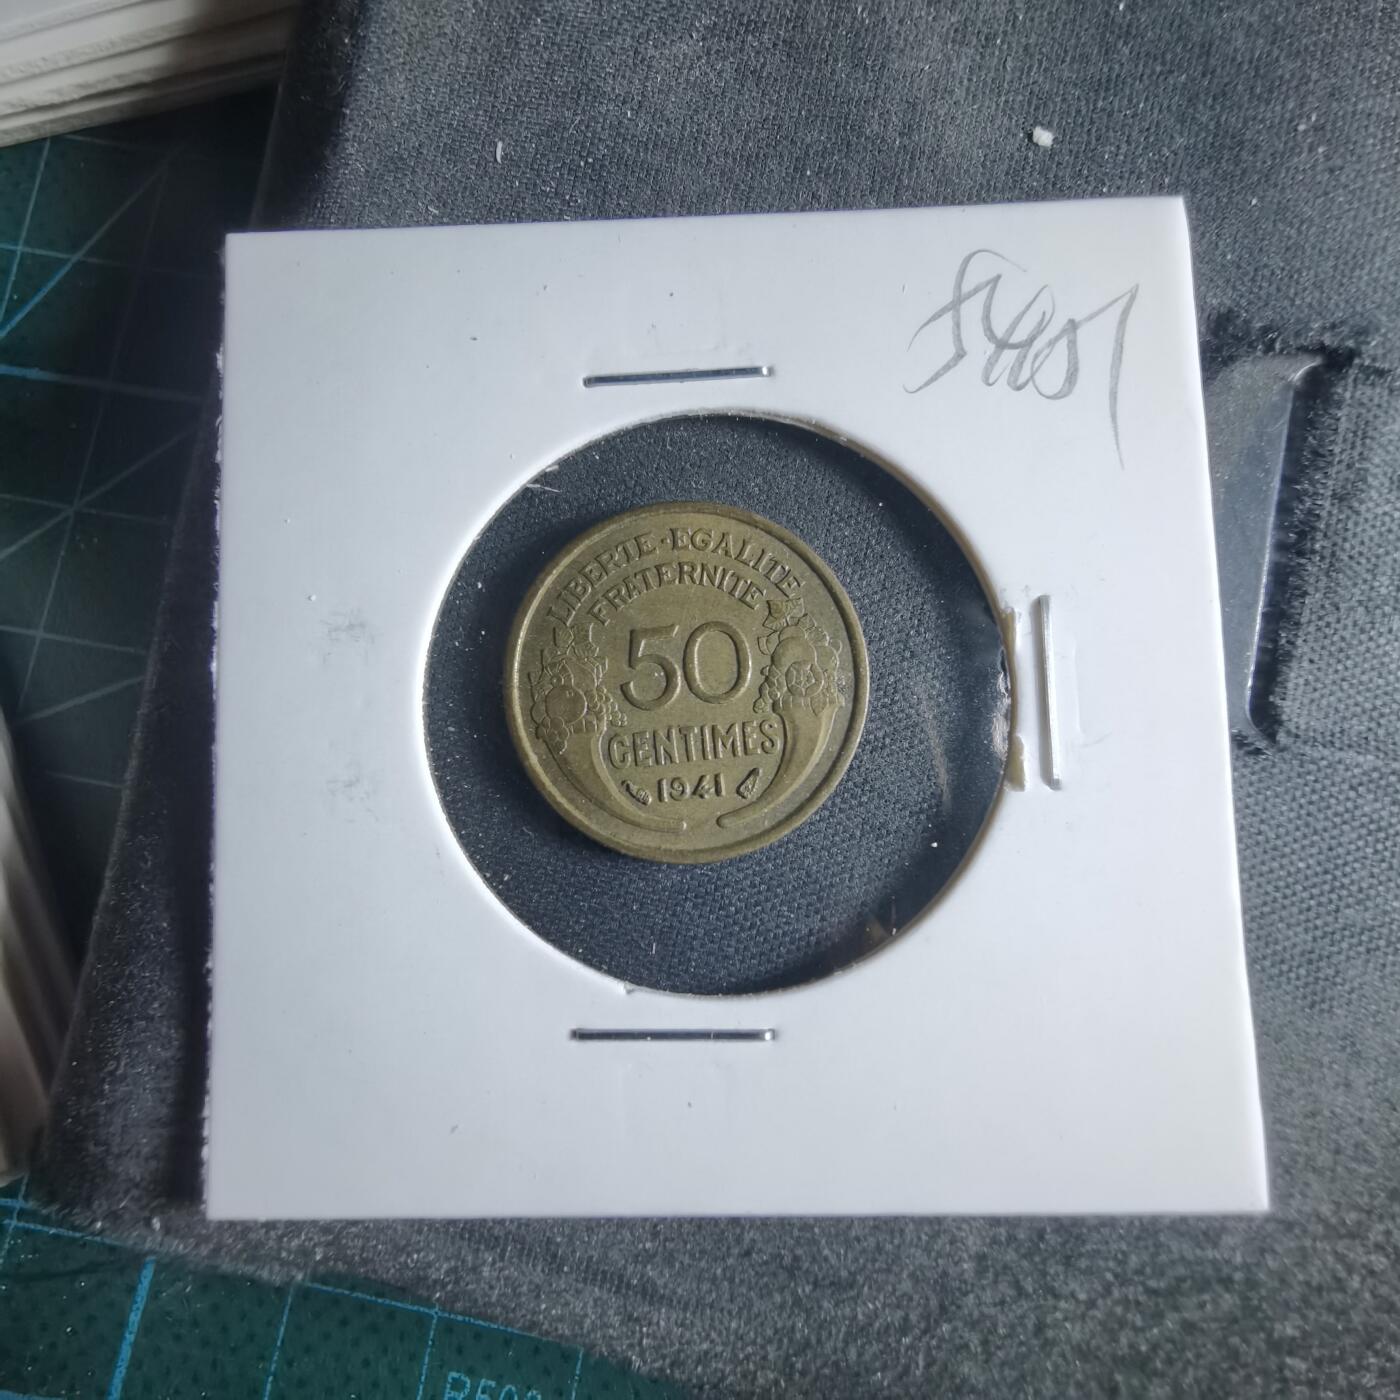 LIBERTE·EGALITE
FRATERNITE
50
CENTIMES
1941